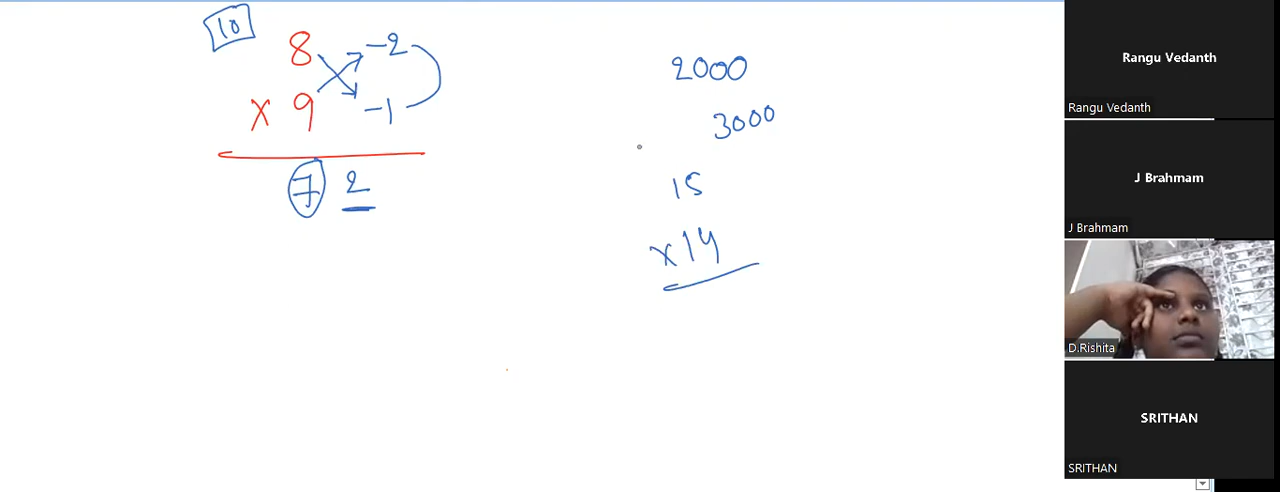 10
8 -2
x 9 -1
7 2
2000
3000
15
x 14
Rangu Vedanth
Rangu Vedanth
J Brahmam
J Brahmam
D.Rishita
SRITHAN
SRITHAN